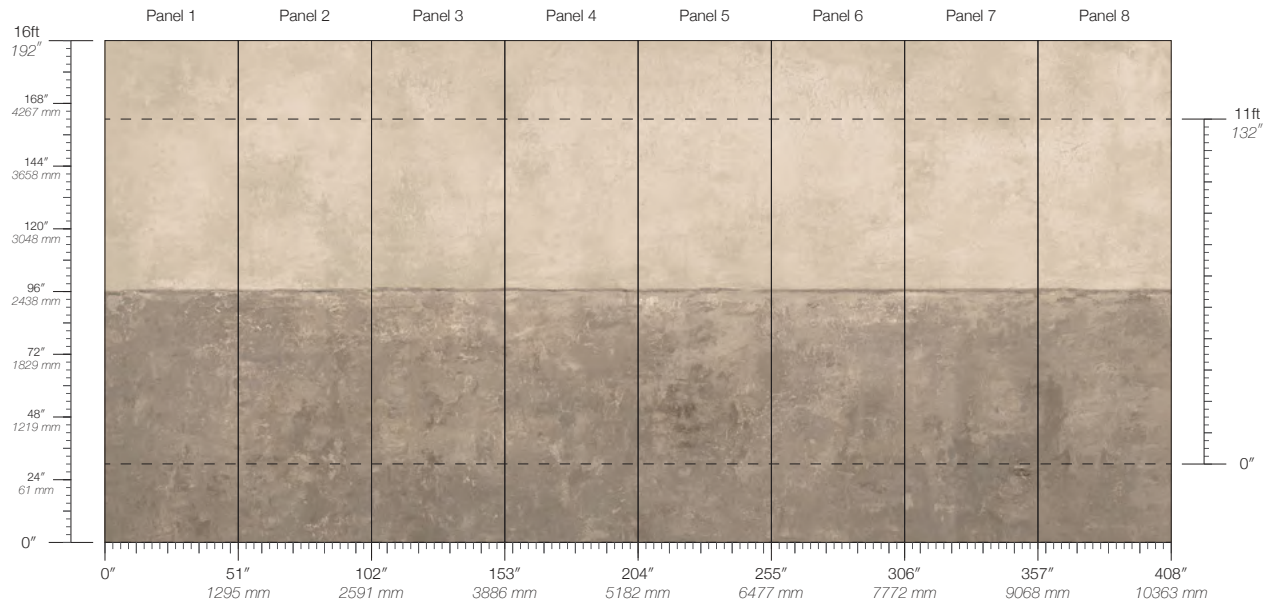 Panel 1 Panel 2 Panel 3 Panel 4 Panel 5 Panel 6 Panel 7 Panel 8
16ft
192"
168"
4267 mm
11ft
132"
144"
3658 mm
120"
3048 mm
96"
2438 mm
72"
1829 mm
48"
1219 mm
0"
24"
61 mm
0"
0" 51" 102" 153" 204" 255" 306" 357" 408"
1295 mm 2591 mm 3886 mm 5182 mm 6477 mm 7772 mm 9068 mm 10363 mm